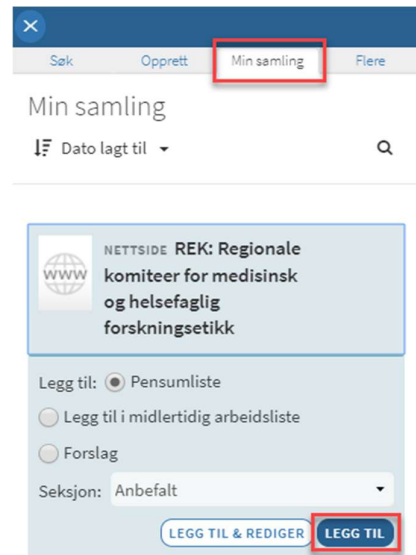 Søk Opprett Min samling Flere
Min samling
Dato lagt til
www
NETTSIDE REK: Regionale
komiteer for medisinsk
og helsefaglig
forskningsetikk
Legg til: Pensumliste
Legg til i midlertidig arbeidsliste
Forslag
Seksjon: Anbefalt
LEGG TIL & REDIGER LEGG TIL